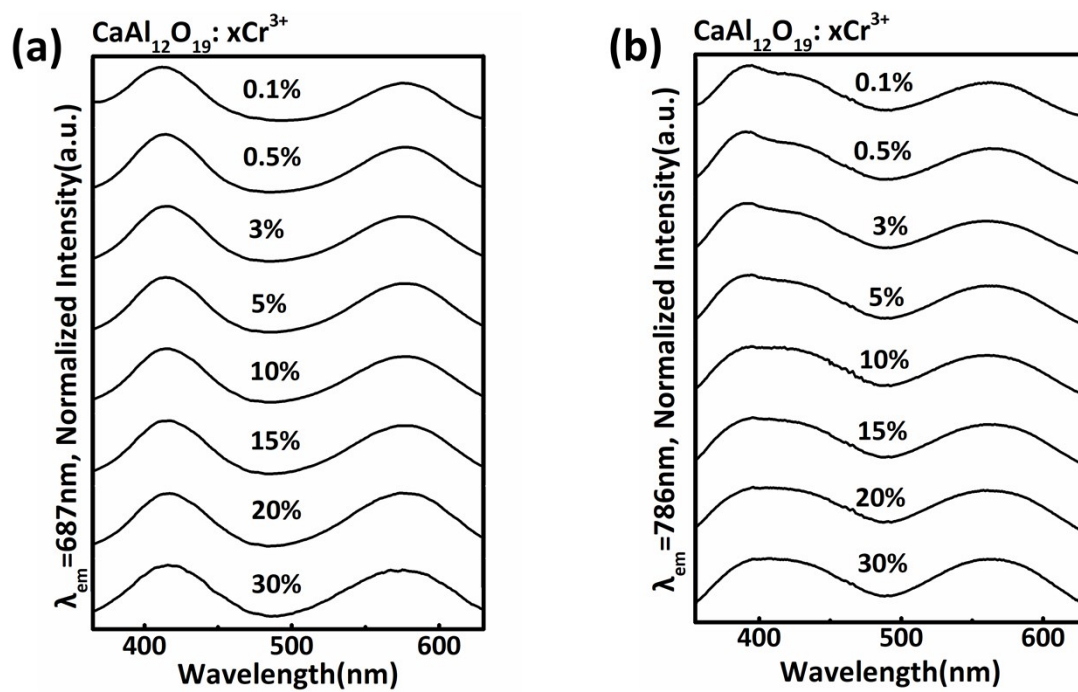 (a)
CaAl₁₂O₁₉: xCr³⁺
λem=687nm, Normalized Intensity(a.u.)
0.1%
0.5%
3%
5%
10%
15%
20%
30%
400 500 600
Wavelength(nm)
(b)
CaAl₁₂O₁₉: xCr³⁺
λem=786nm, Normalized Intensity(a.u.)
0.1%
0.5%
3%
5%
10%
15%
20%
30%
400 500 600
Wavelength(nm)